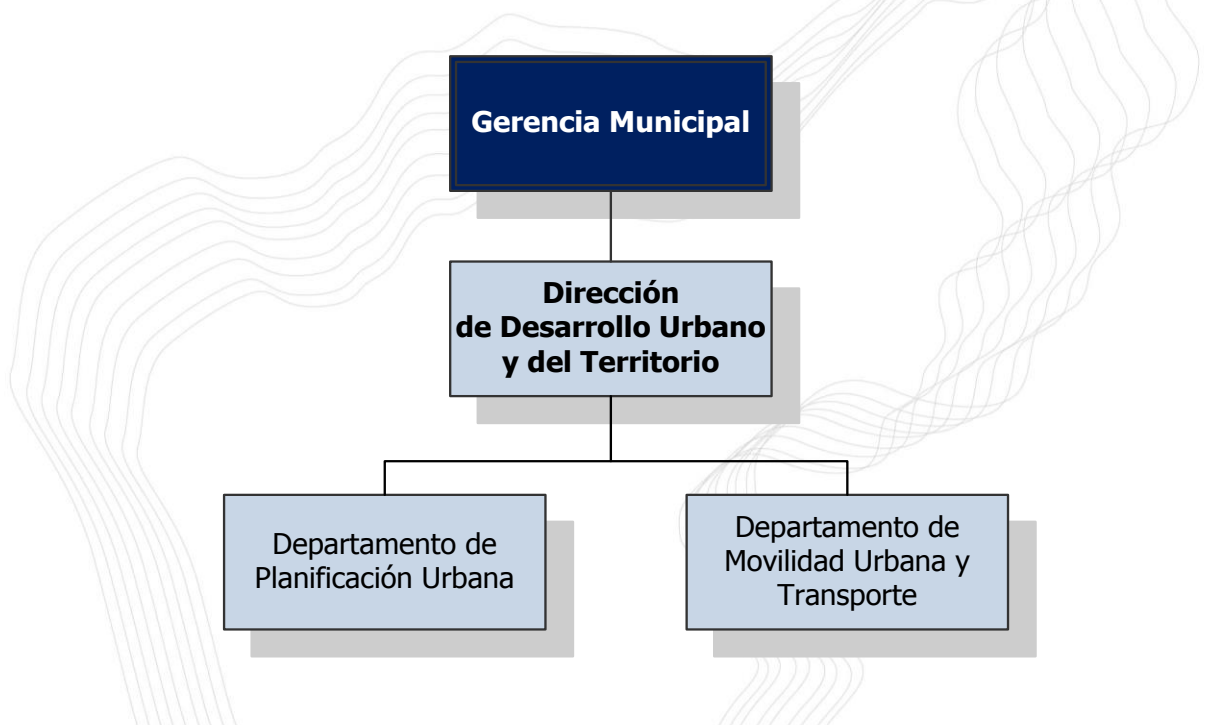 Gerencia Municipal
Dirección
de Desarrollo Urbano
y del Territorio
Departamento de
Planificación Urbana
Departamento de
Movilidad Urbana y
Transporte